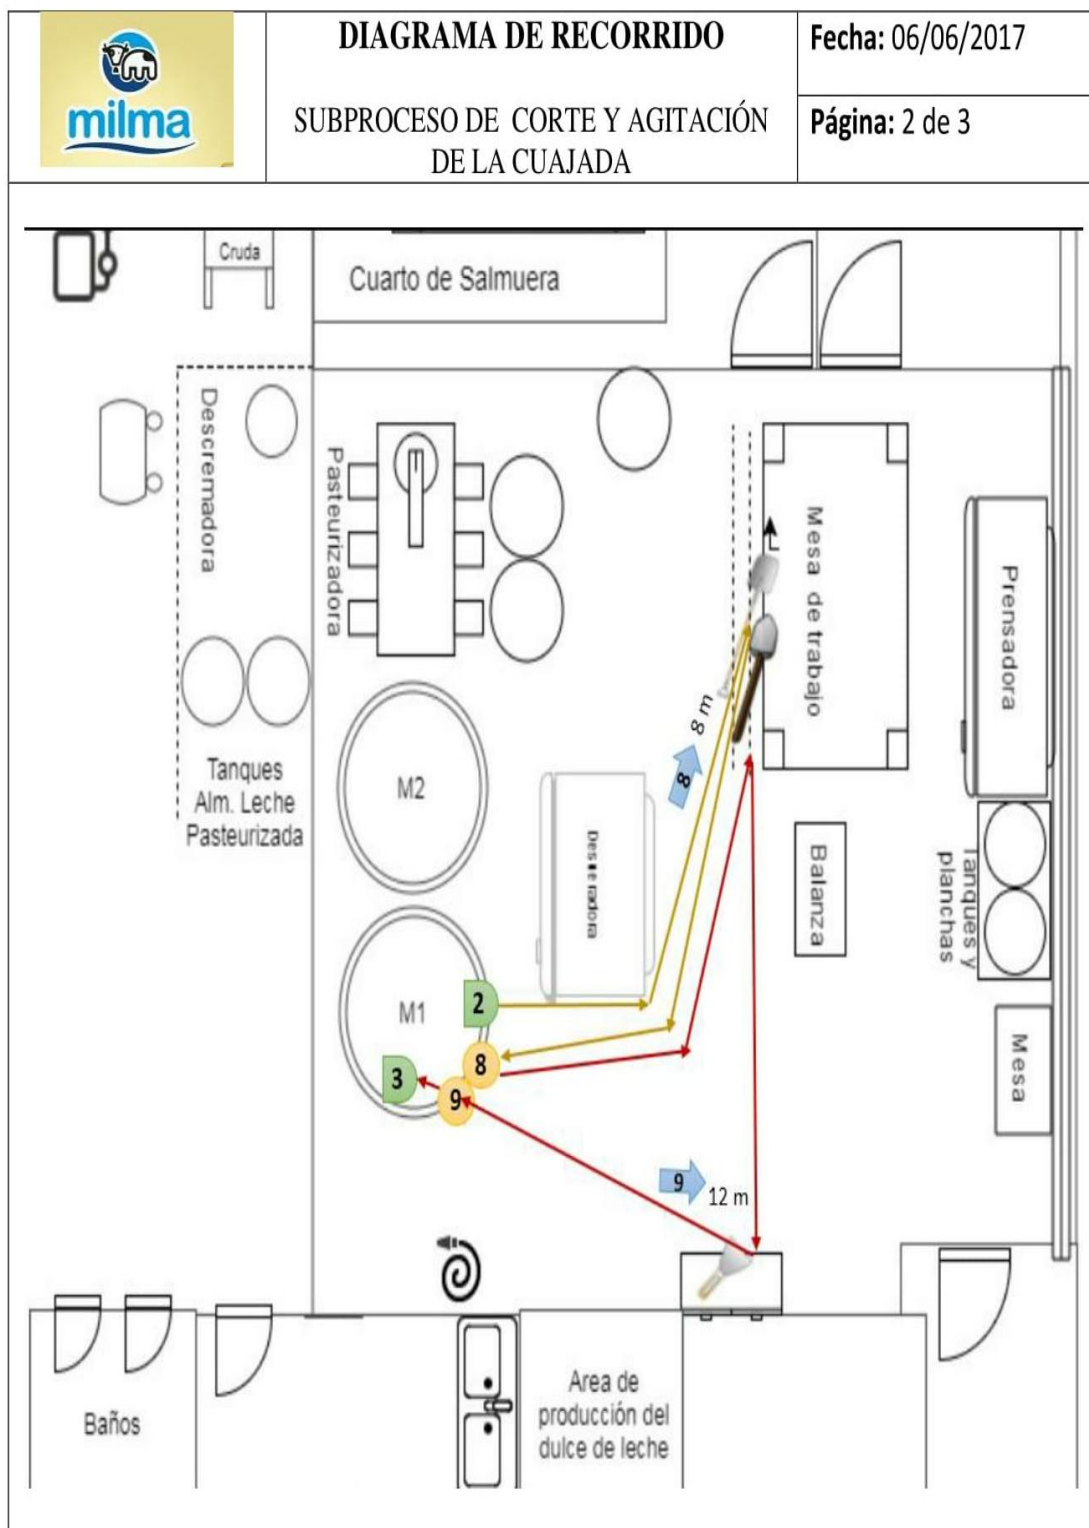 milma
DIAGRAMA DE RECORRIDO
SUBPROCESO DE CORTE Y AGITACIÓN
DE LA CUAJADA
Fecha: 06/06/2017
Página: 2 de 3
Cruda
Cuarto de Salmuera
Descremadora
Pasteurizadora
Mesa de trabajo
Prensadora
8 m
8
Tanques
Alm. Leche
Pasteurizada
M2
Balanza
Tanques y
planchas
M1
2
8
3
9
Mesa
9
12 m
Baños
Area de
producción del
dulce de leche